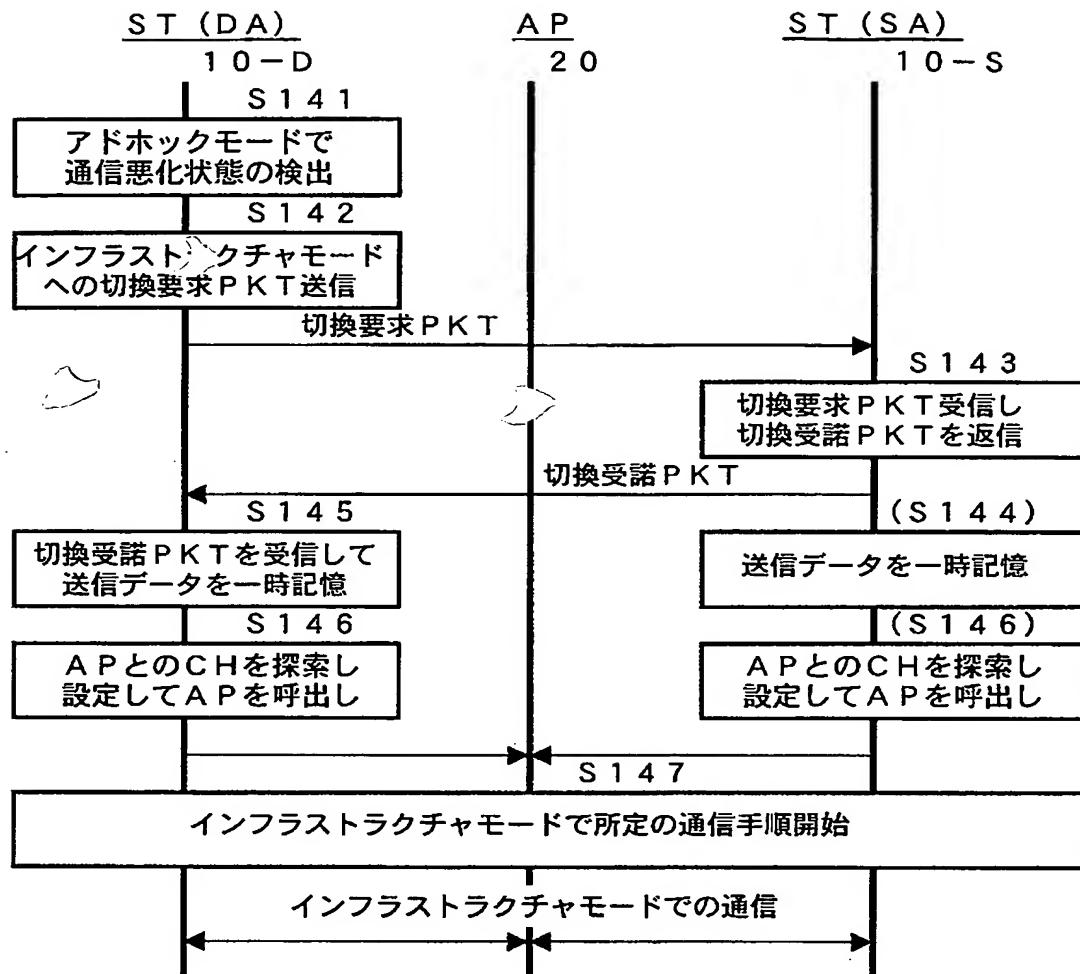 ST(DA) AP ST(SA)
10-D 20 10-S
S141
アドホックモードで
通信悪化状態の検出
S142
インフラスト クチャモード
への切換要求PKT送信
切換要求PKT
S143
切換要求PKT受信し
切換受諾PKTを返信
切換受諾PKT
S145
切換受諾PKTを受信して
送信データを一時記憶
(S144)
送信データを一時記憶
S146
APとのCHを探索し
設定してAPを呼出し
(S146)
APとのCHを探索し
設定してAPを呼出し
S147
インフラストラクチャモードで所定の通信手順開始
インフラストラクチャモードでの通信